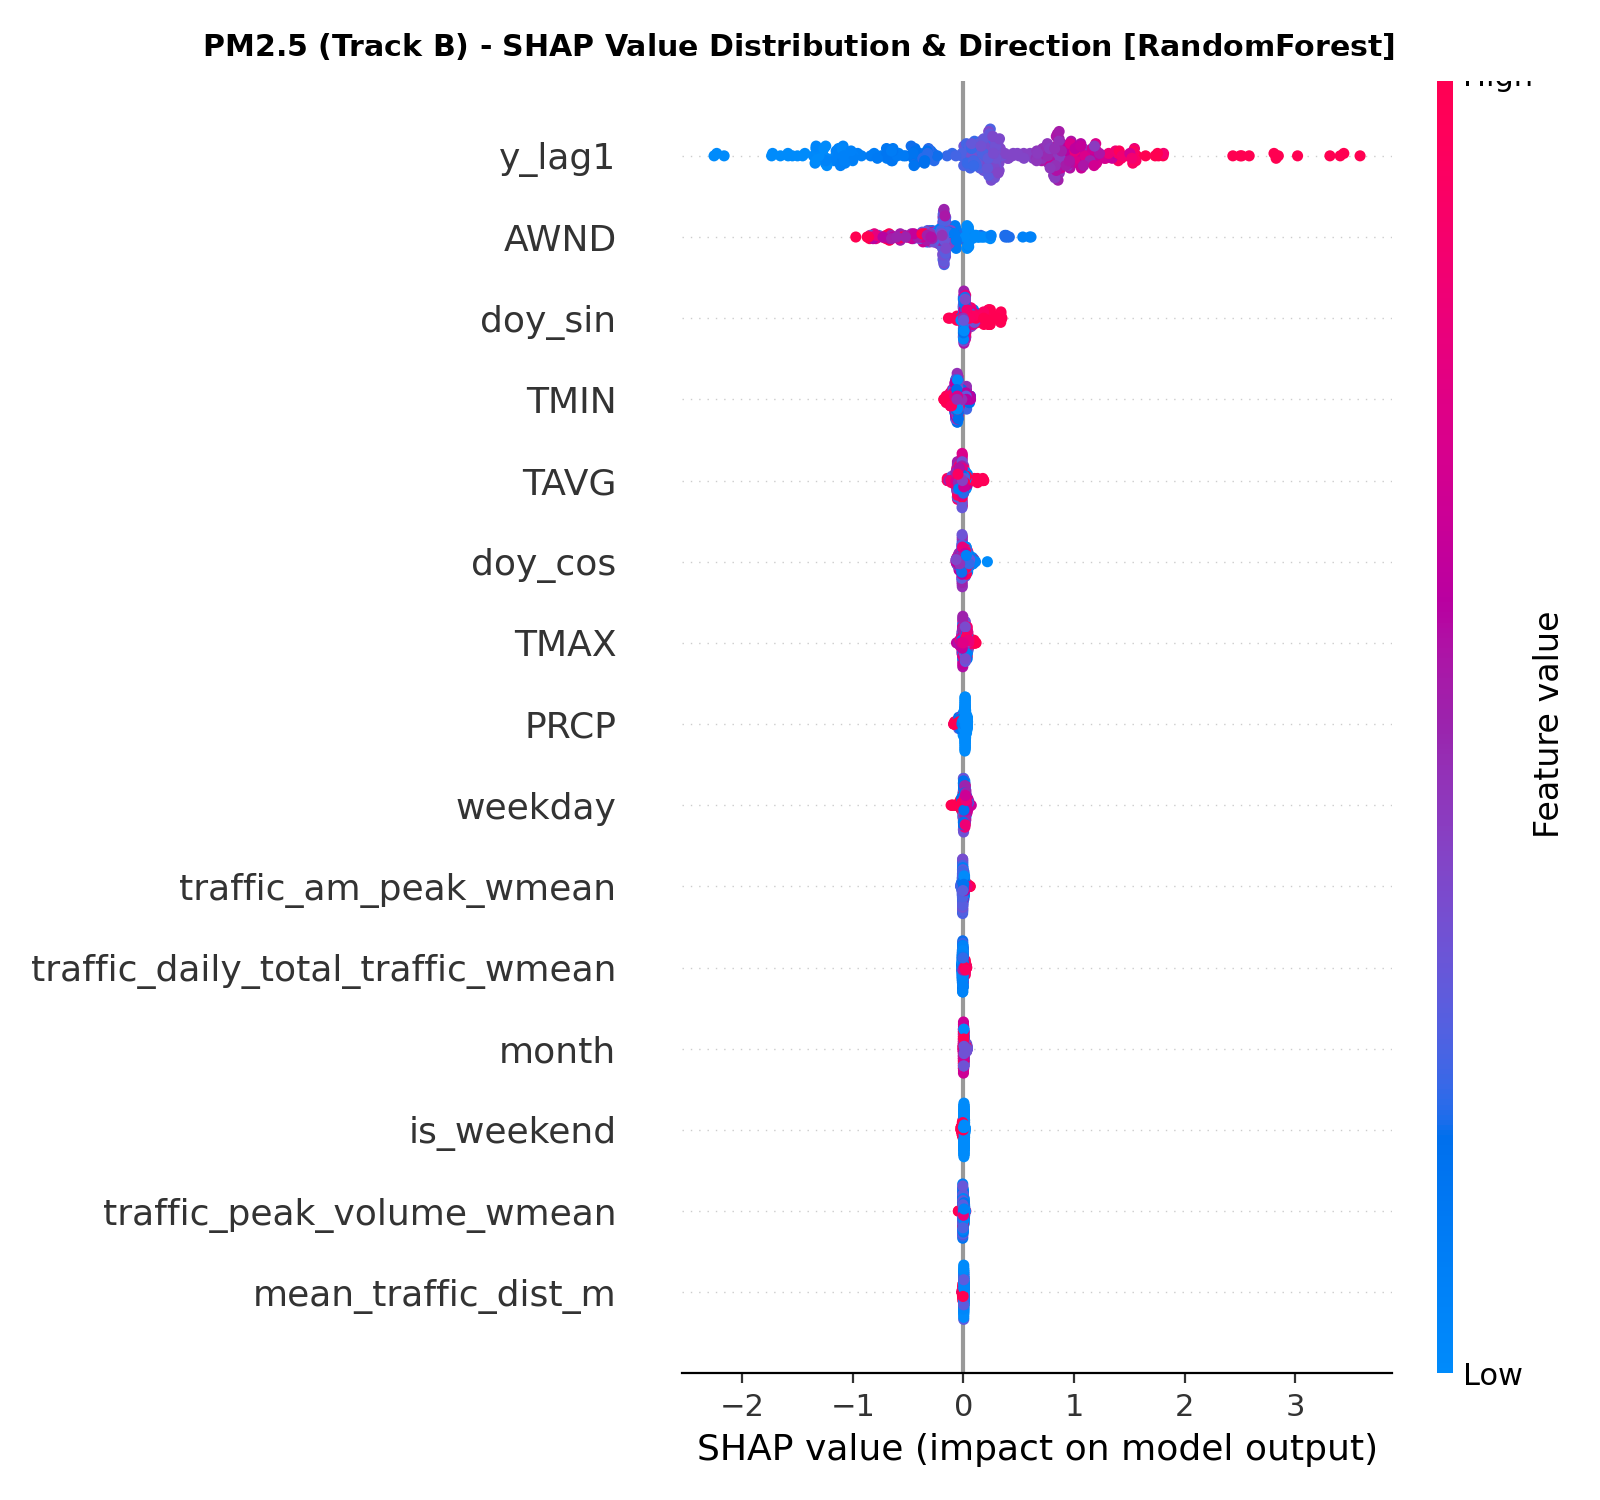 PM2.5 (Track B) - SHAP Value Distribution & Direction [RandomForest]
High
y_lag1
AWND
doy_sin
TMIN
TAVG
doy_cos
TMAX
PRCP
weekday
traffic_am_peak_wmean
traffic_daily_total_traffic_wmean
month
is_weekend
traffic_peak_volume_wmean
mean_traffic_dist_m
Feature value
Low
−2 −1 0 1 2 3
SHAP value (impact on model output)